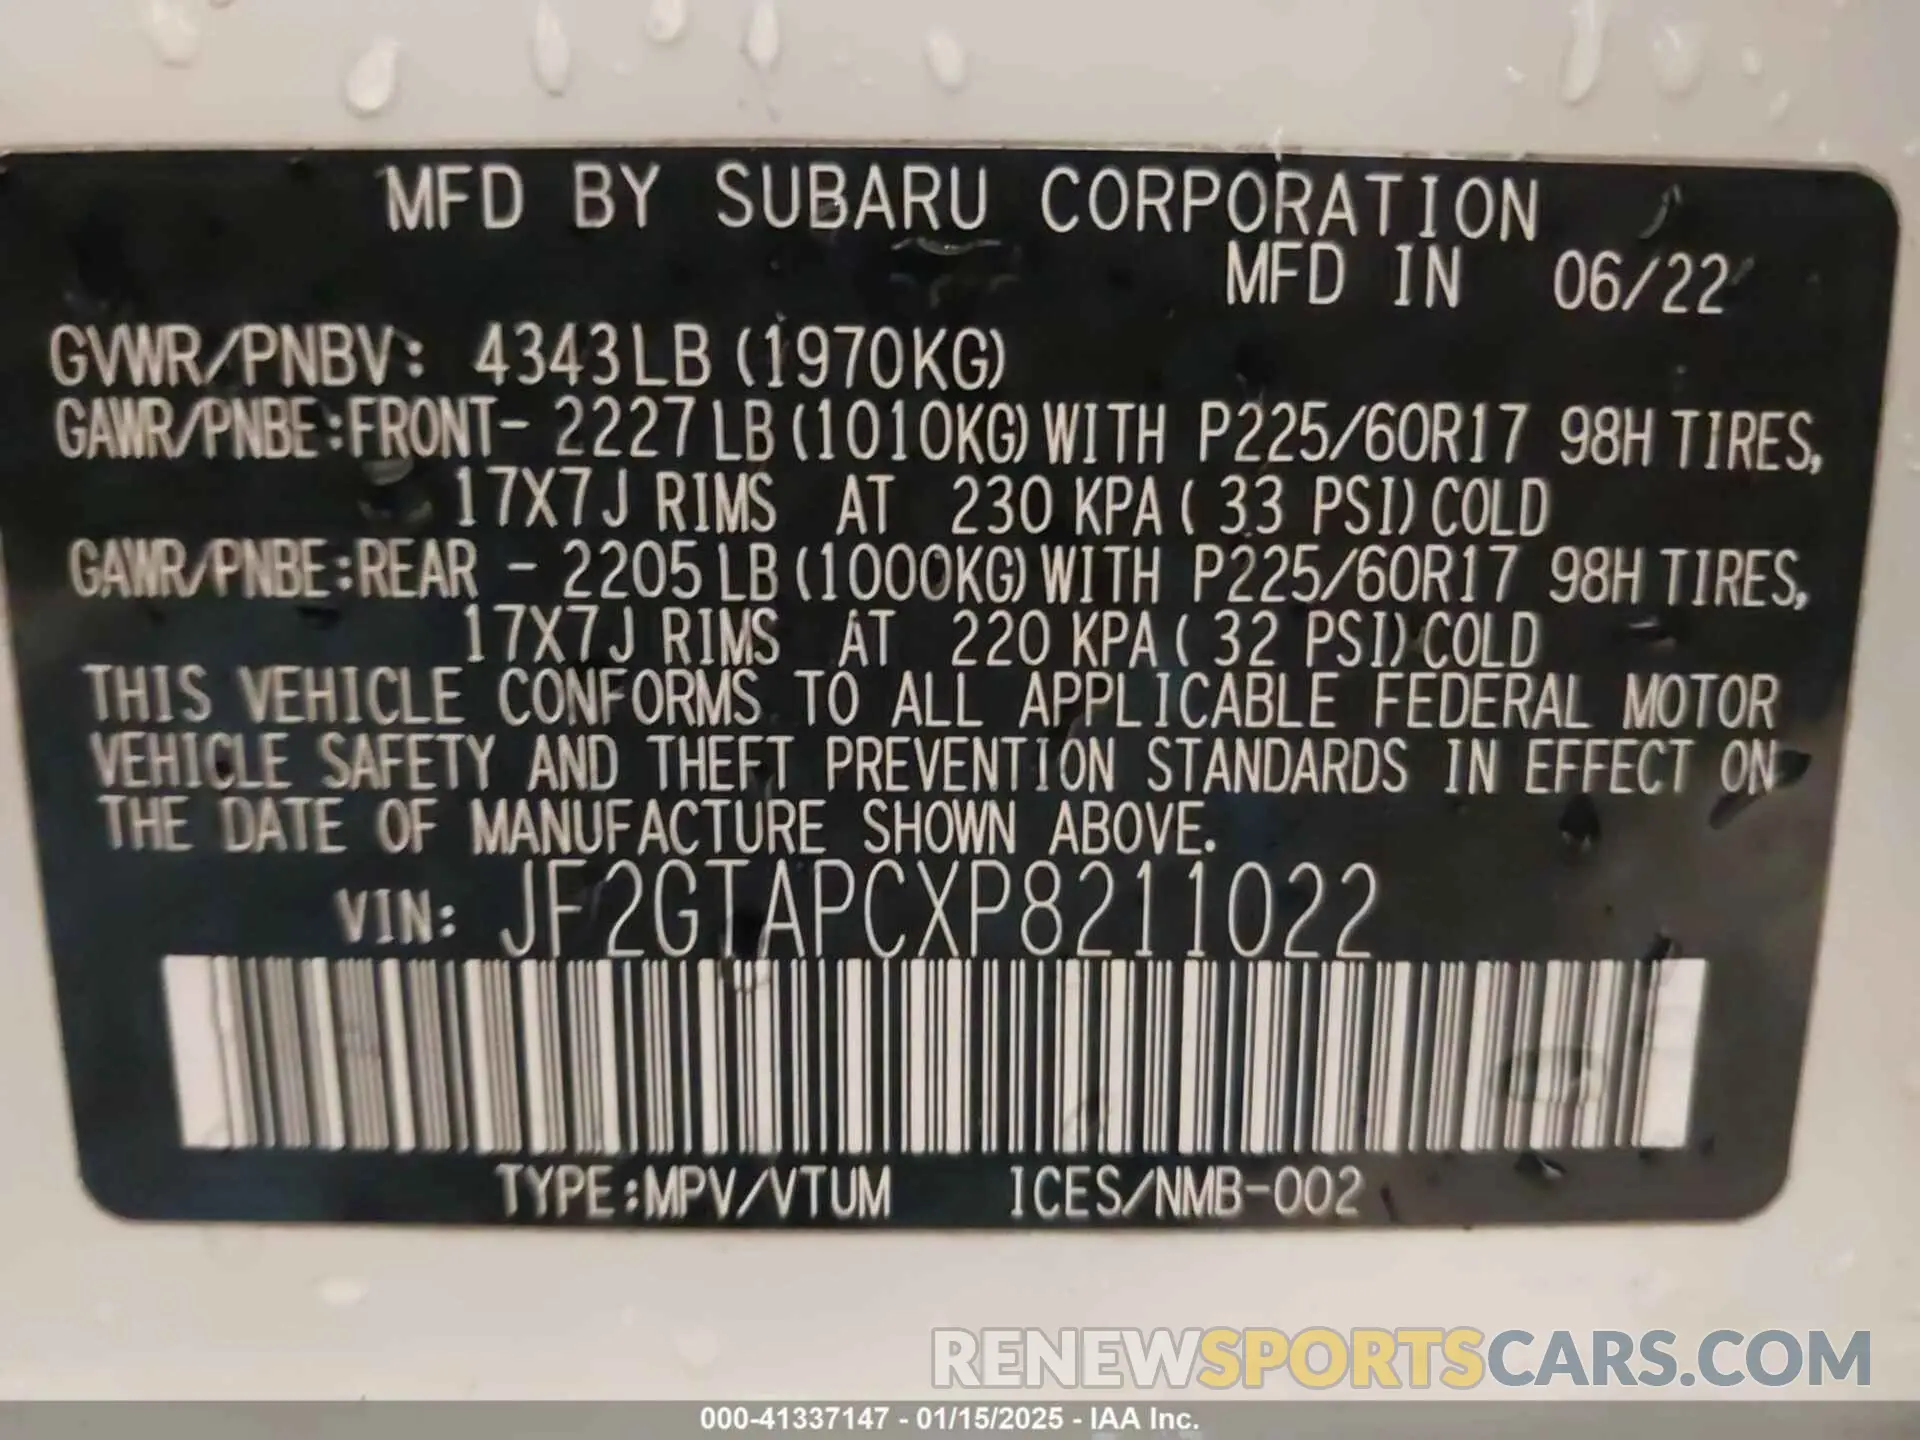 MFD BY SUBARU CORPORATION
MFD IN 06/22
GVWR/PNBV: 4343LB (1970KG)
GAWR/PNBE:FRONT- 2227LB (1010KG) WITH P225/60R17 98H TIRES,
17X7J RIMS AT 230 KPA ( 33 PSI) COLD
GAWR/PNBE:REAR - 2205LB (1000KG) WITH P225/60R17 98H TIRES,
17X7J RIMS AT 220 KPA ( 32 PSI) COLD
THIS VEHICLE CONFORMS TO ALL APPLICABLE FEDERAL MOTOR
VEHICLE SAFETY AND THEFT PREVENTION STANDARDS IN EFFECT ON
THE DATE OF MANUFACTURE SHOWN ABOVE.
VIN: JF2GTAPCXP8211022
TYPE:MPV/VTUM ICES/NMB-002
RENEWSPORTSCARS.COM
000-41337147 - 01/15/2025 - IAA Inc.